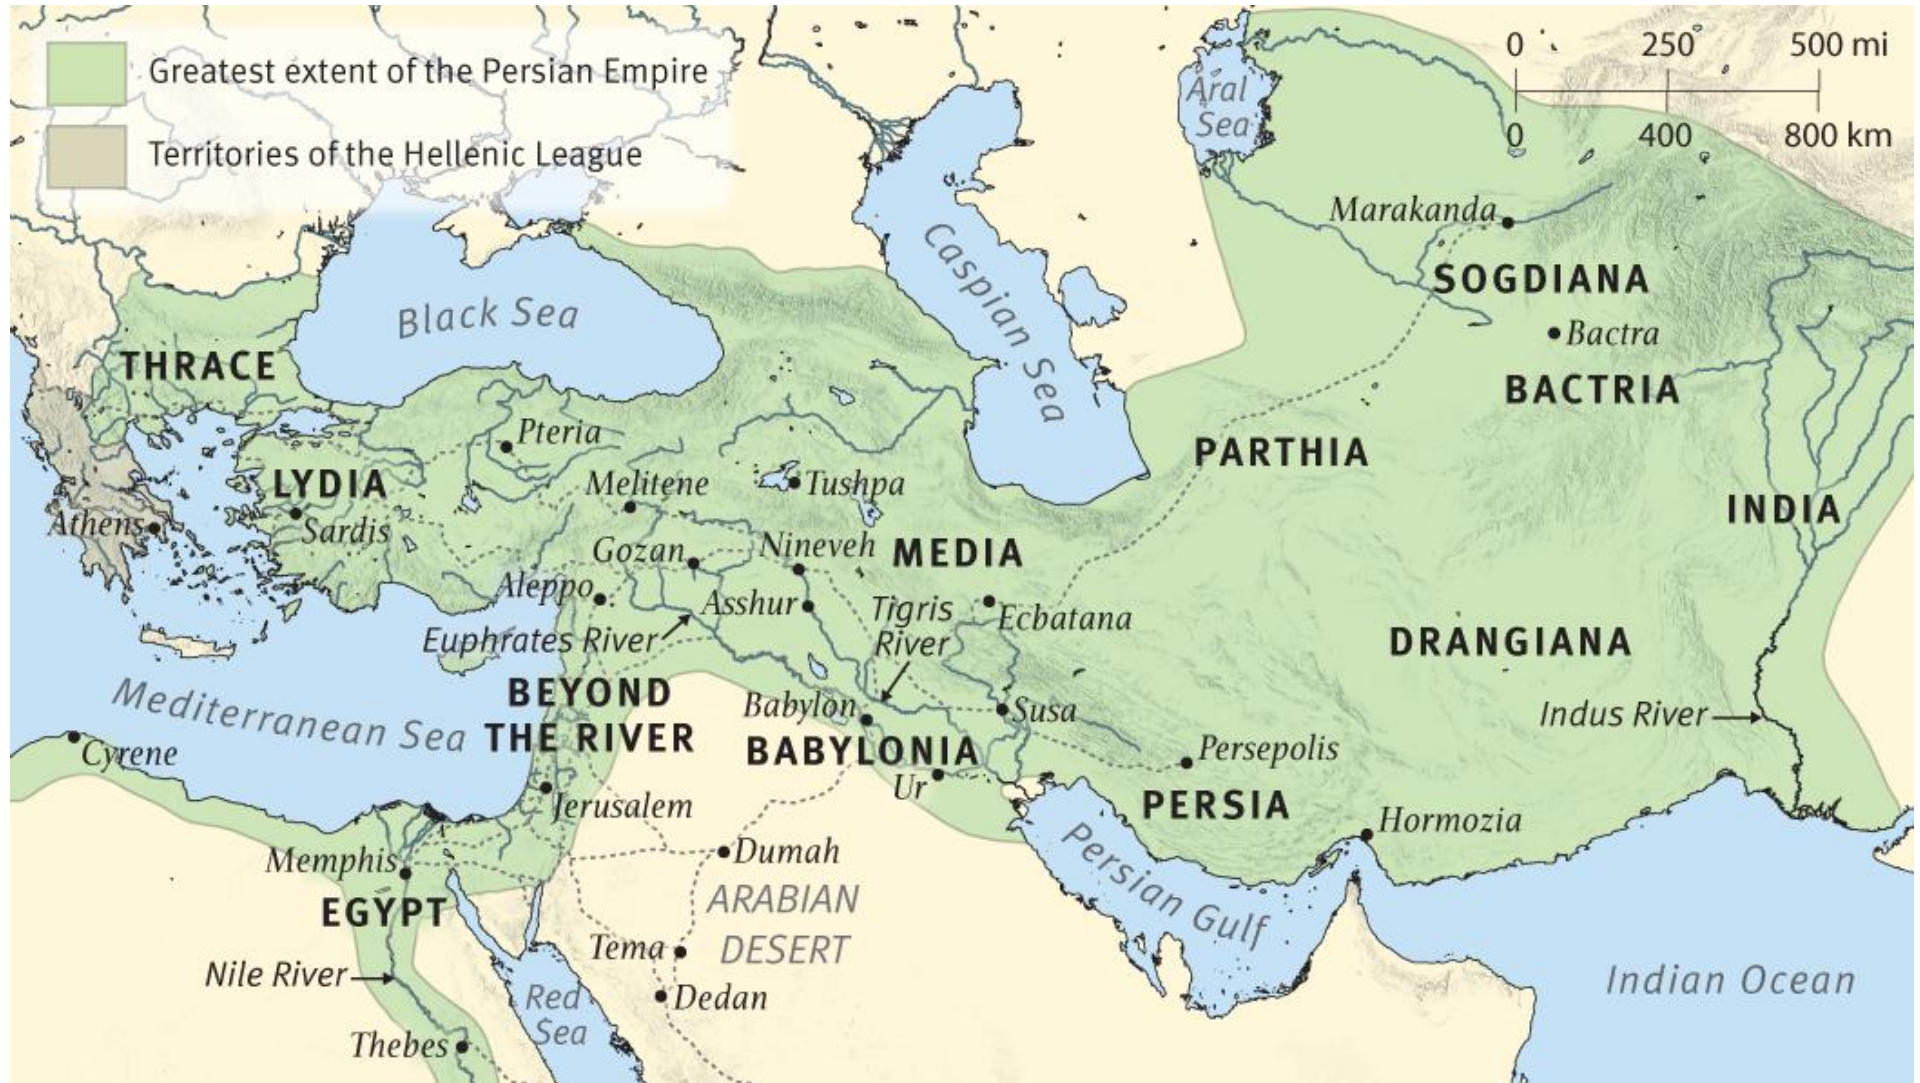 Greatest extent of the Persian Empire
Territories of the Hellenic League
0 250 500 mi
0 400 800 km
Aral
Sea
Marakanda
SOGDIANA
Caspian Sea
Black Sea
Bactra
THRACE
BACTRIA
Pteria
PARTHIA
LYDIA
Melitene
Tushpa
INDIA
Athens
Sardis
Gozan
Nineveh
MEDIA
Aleppo
Asshur
Tigris
River
Ecbatana
Euphrates River
DRANGIANA
BEYOND
THE RIVER
Mediterranean Sea
Babylon
Susa
Indus River
Cyrene
BABYLONIA
Persepolis
Ur
Jerusalem
PERSIA
Hormozia
Memphis
Dumah
Persian Gulf
EGYPT
ARABIAN
DESERT
Tema
Nile River
Dedan
Red
Sea
Indian Ocean
Thebes